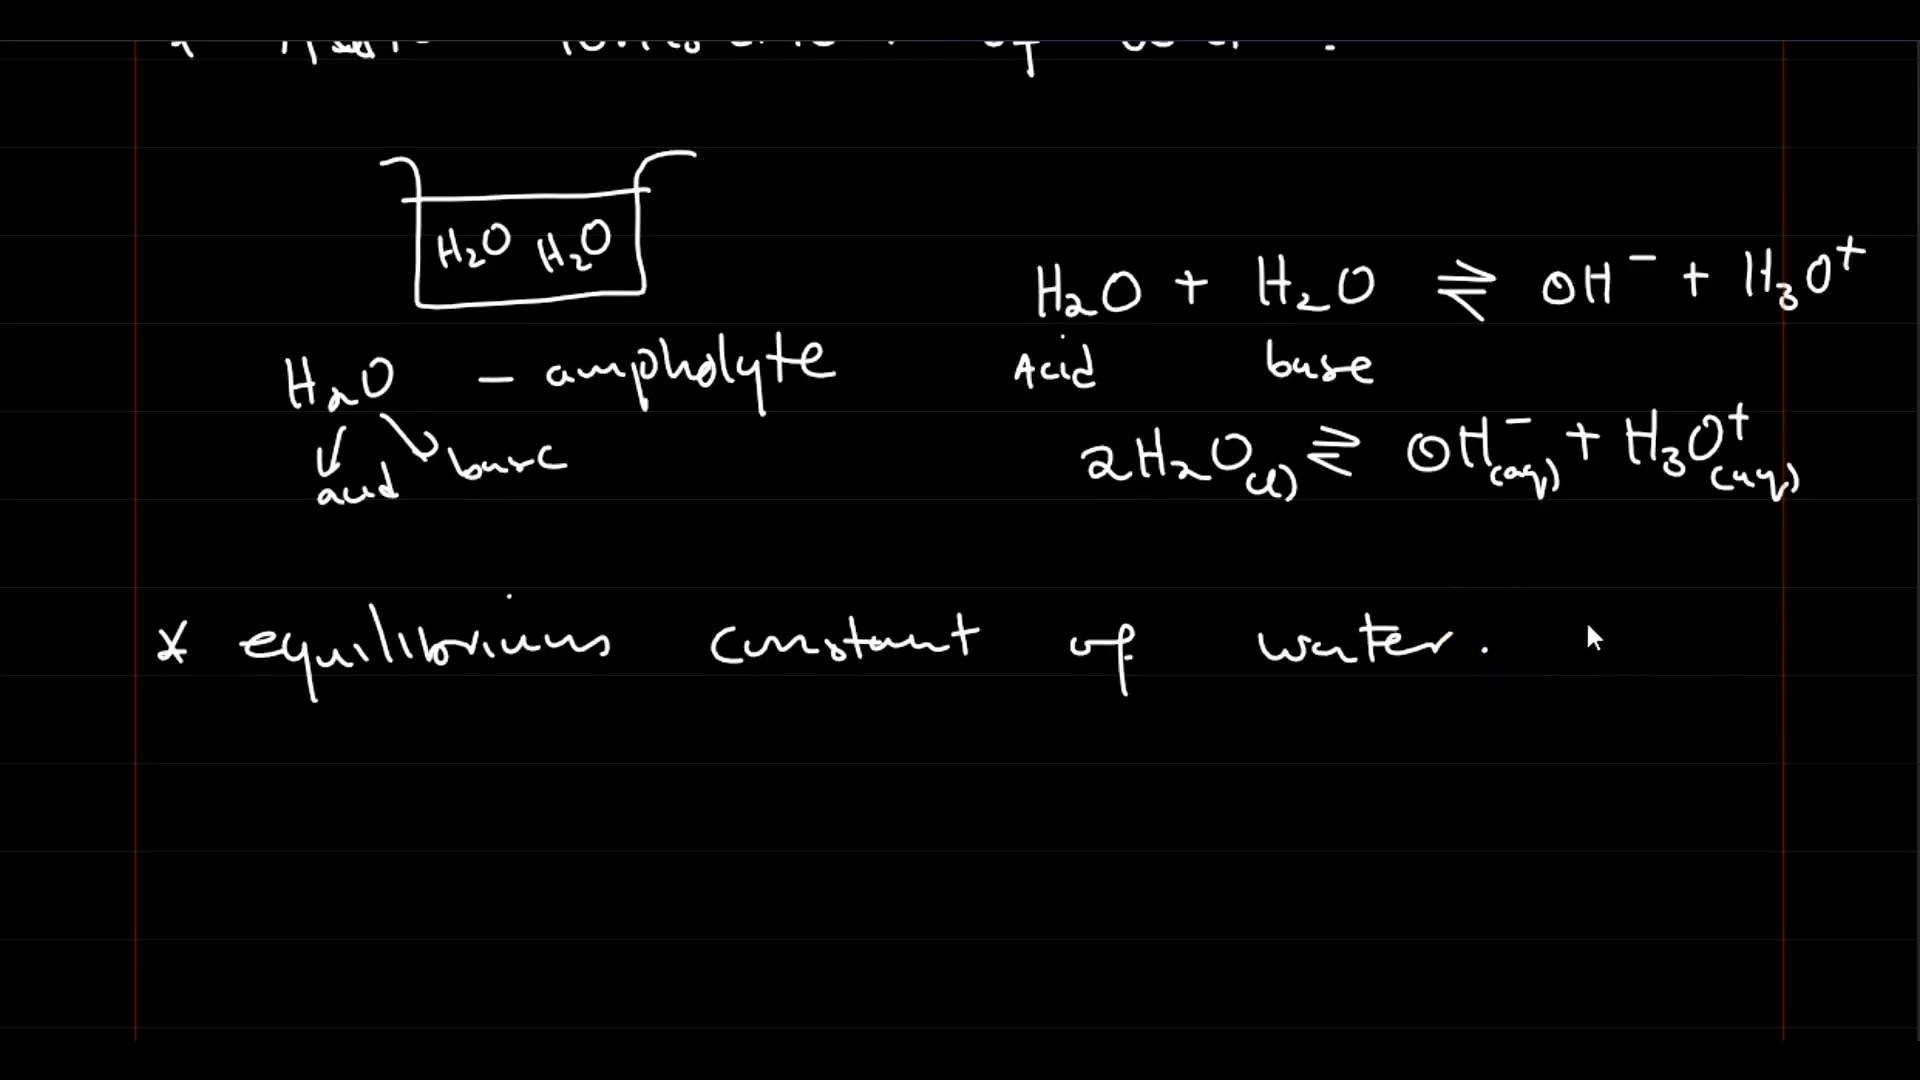 H₂O H₂O
H₂O + H₂O ⇌ OH⁻ + H₃O⁺
H₂O - ampholyte
Acid base
acid base
2H₂O(l) ⇌ OH⁻(aq) + H₃O⁺(aq)
* equilibrium constant of water.